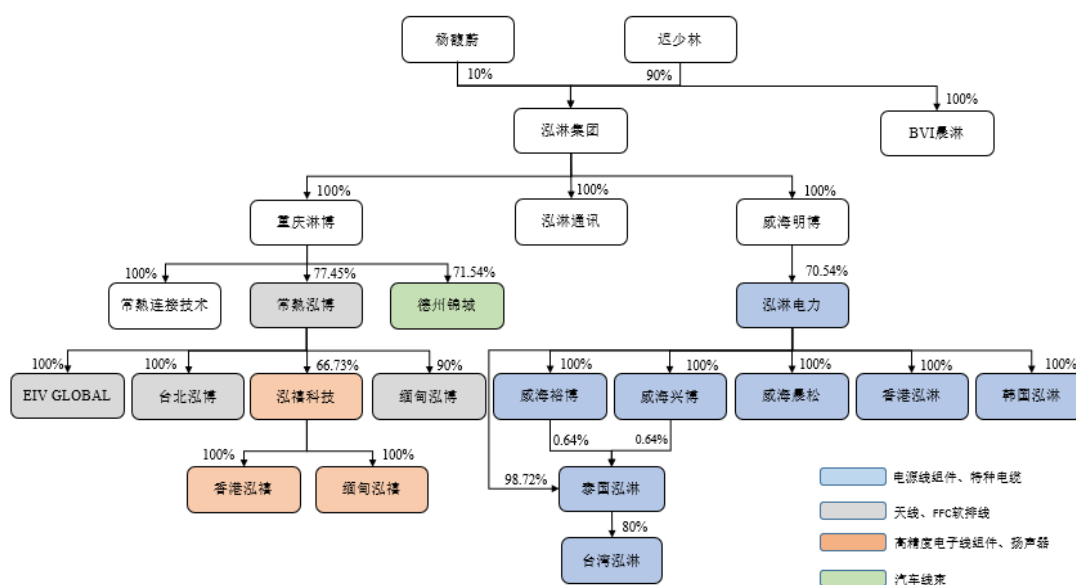 杨馥蔚
迟少林
10%
90%
100%
泓淋集团
BVI晨淋
100%
100%
100%
重庆淋博
泓淋通讯
威海明博
100%
77.45%
71.54%
70.54%
常熟连接技术
常熟泓博
德州锦城
泓淋电力
100%
100%
66.73%
90%
100%
100%
100%
100%
100%
EIV GLOBAL
台北泓博
泓禧科技
缅甸泓博
威海裕博
威海兴博
威海晨松
香港泓淋
韩国泓淋
100%
100%
0.64%
0.64%
香港泓禧
缅甸泓禧
98.72%
泰国泓淋
80%
台湾泓淋
电源线组件、特种电缆
天线、FFC软排线
高精度电子线组件、扬声器
汽车线束